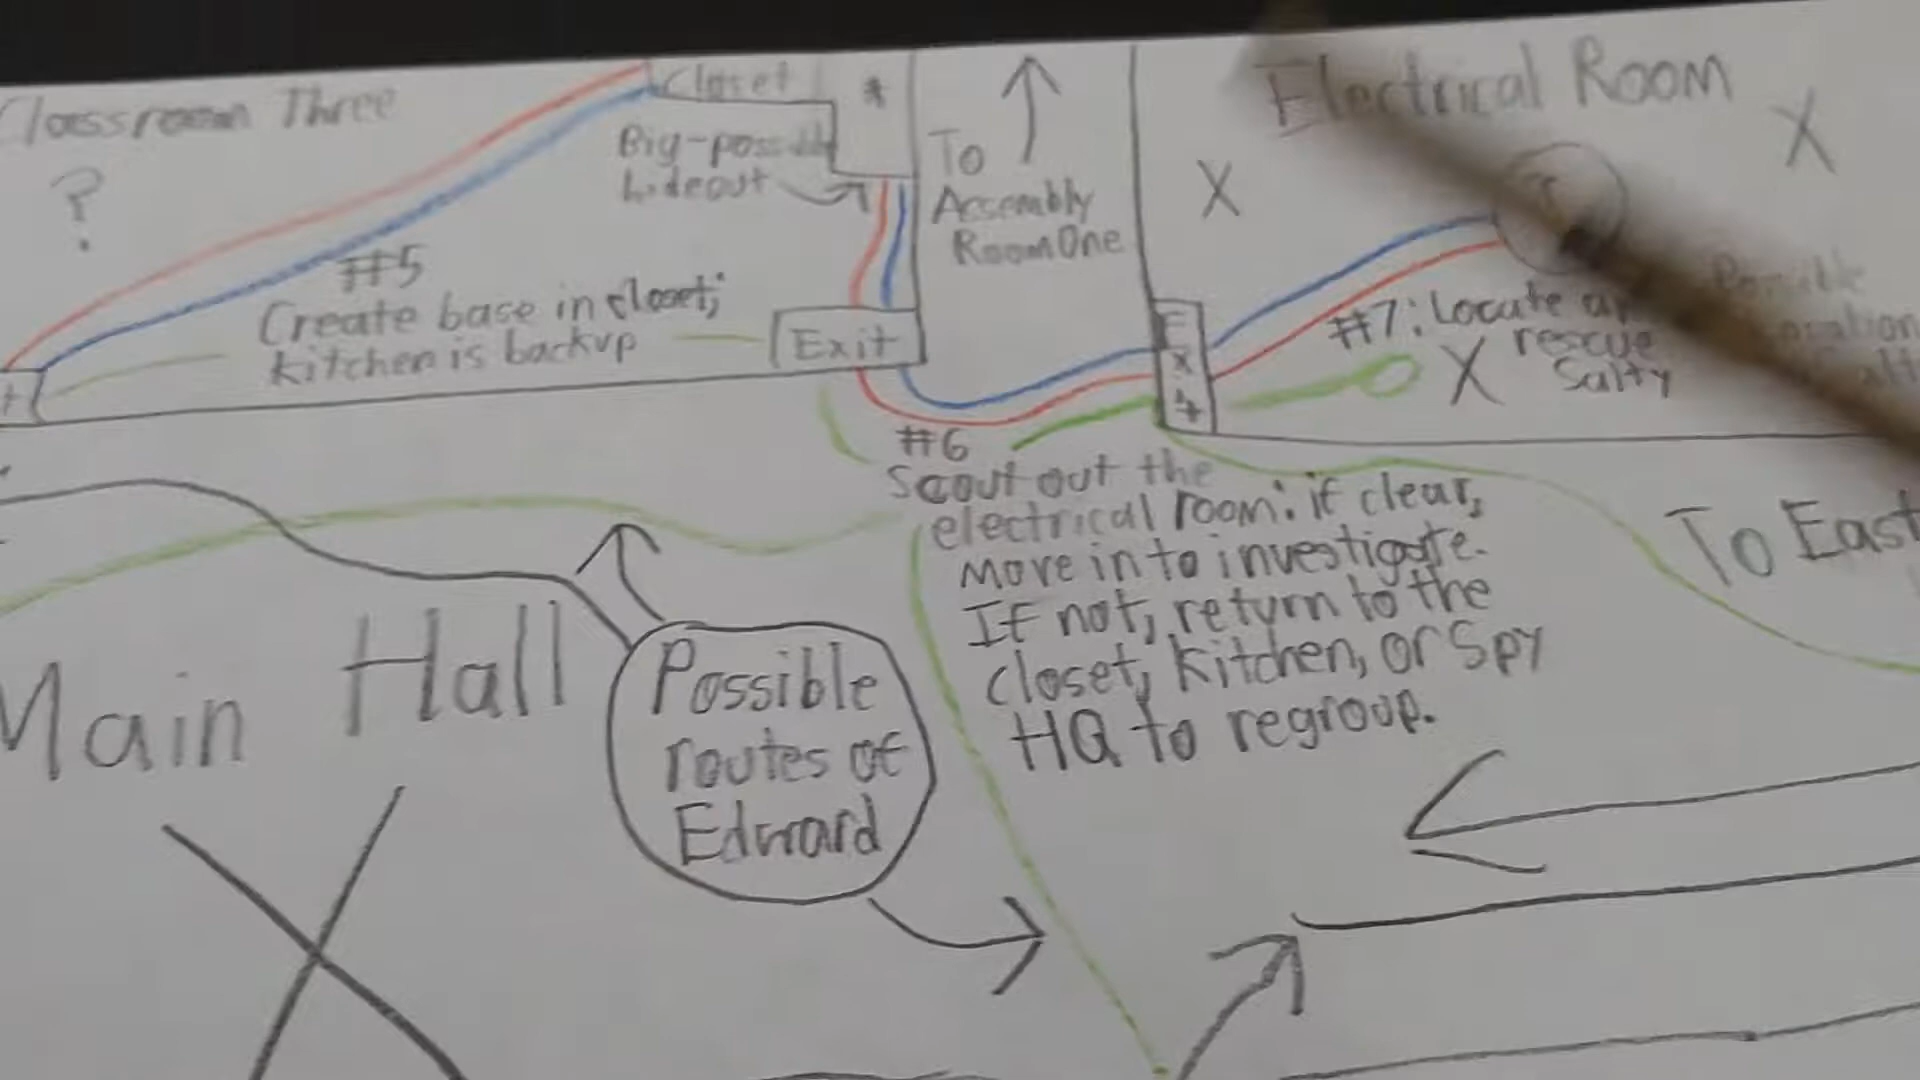 Classroom Three
?
Closet
*
Big-possible
hideout
To
Assembly
Room One
Electrical Room
X
X
#5
Create base in closet;
kitchen is backup
Exit
Exit
#7: Locate
rescue
Salty
X
Possible
#6
Scout out the
electrical room: if clear,
move in to investigate.
If not, return to the
closet, kitchen, or Spy
HQ to regroup.
To East
Main Hall
Possible
routes of
Edward
X